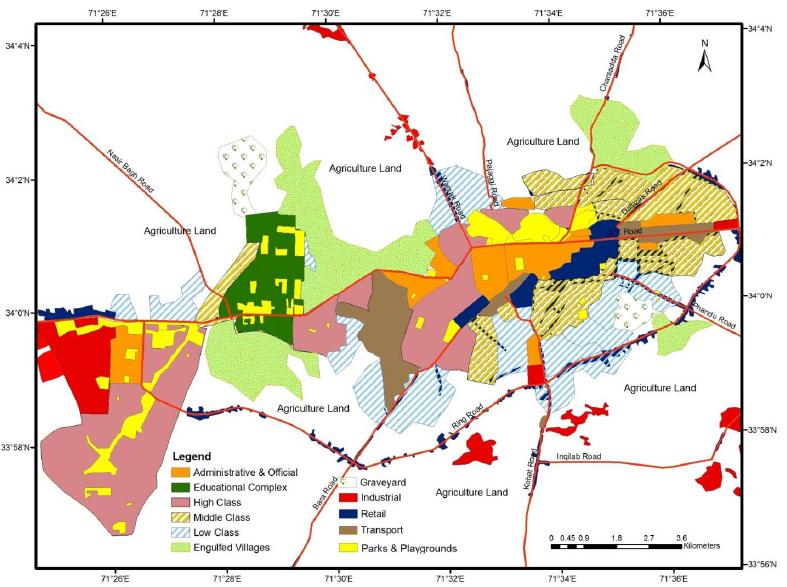 71°26'E 71°28'E 71°30'E 71°32'E 71°34'E 71°36'E
34°4'N 34°4'N
N
Charsadda Road
Agriculture Land
Nasir Bagh Road
Agriculture Land
34°2'N 34°2'N
Warsak Road
Pajaggi Road
Dalazak Road
Agriculture Land
G T Road
34°0'N 34°0'N
Phandu Road
Agriculture Land
Agriculture Land
Ring Road
33°58'N 33°58'N
Bara Road
Kohat Road
Inqilab Road
Agriculture Land
Legend
Administrative & Official
Educational Complex
High Class
Middle Class
Low Class
Engulfed Villages
Graveyard
Industrial
Retail
Transport
Parks & Playgrounds
0 0.45 0.9 1.8 2.7 3.6
Kilometers
33°56'N
71°26'E 71°28'E 71°30'E 71°32'E 71°34'E 71°36'E